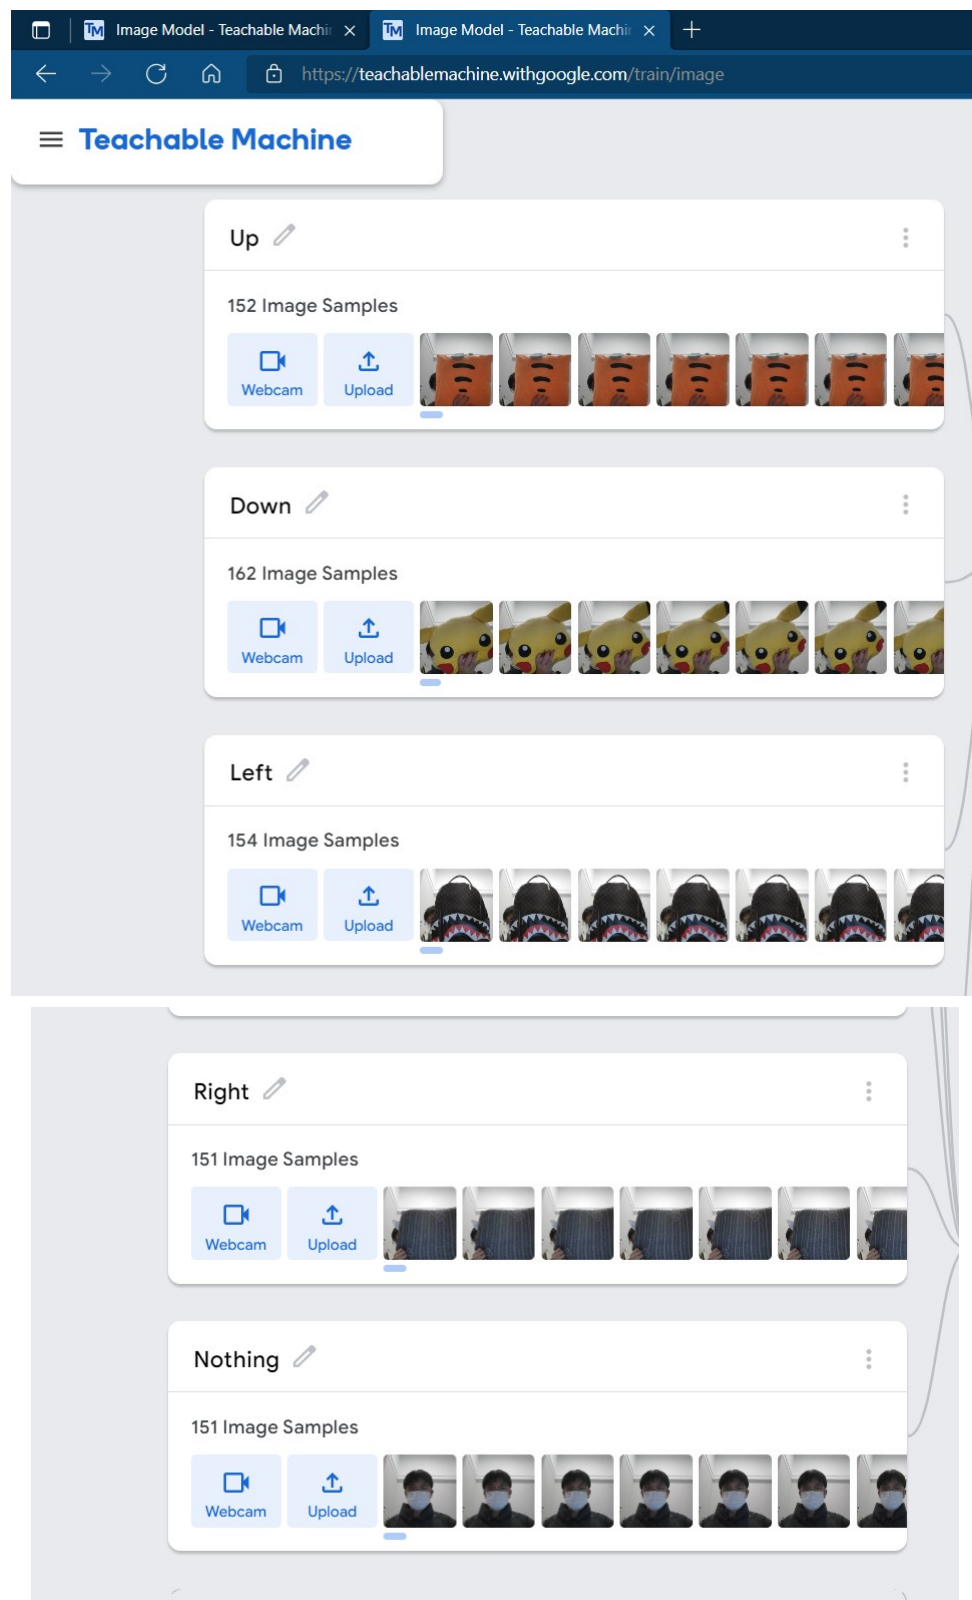 Image Model - Teachable Machin
Image Model - Teachable Machin
https://teachablemachine.withgoogle.com/train/image
Teachable Machine
Up
152 Image Samples
Webcam Upload
Down
162 Image Samples
Webcam Upload
Left
154 Image Samples
Webcam Upload
Right
151 Image Samples
Webcam Upload
Nothing
151 Image Samples
Webcam Upload